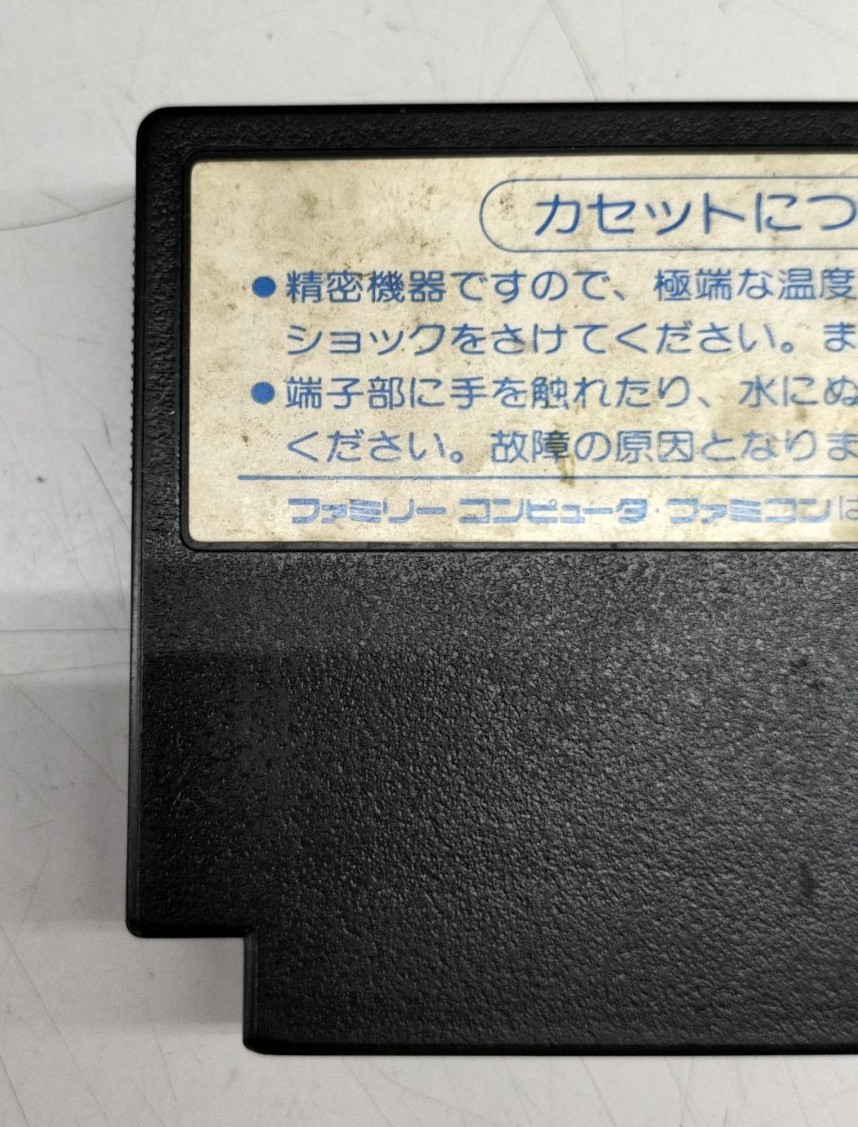 カセットにつ
●精密機器ですので、極端な温度
ショックをさけてください。ま
●端子部に手を触れたり、水にぬ
ください。故障の原因となりま
ファミリーコンピュータ・ファミコンは